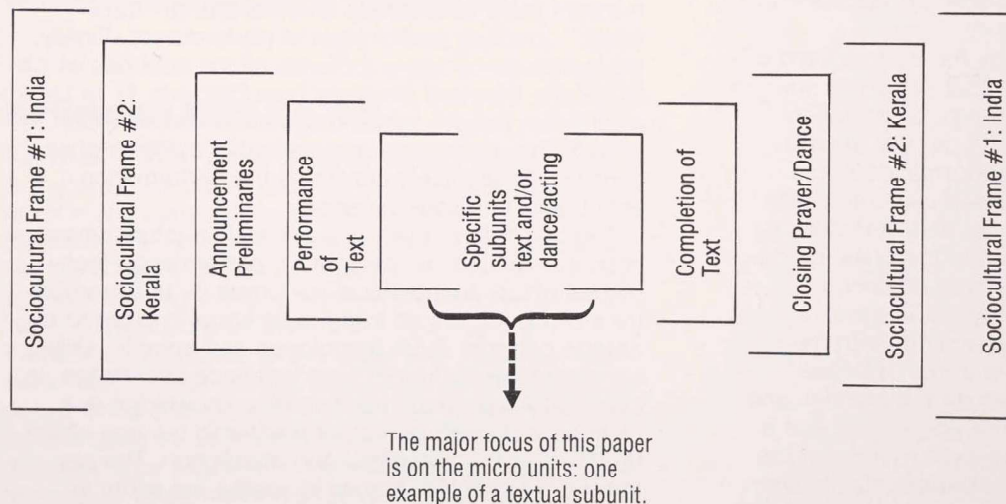 Sociocultural Frame #1: India
Sociocultural Frame #2:
Kerala
Announcement
Preliminaries
Performance
of
Text
Specific
subunits
text and/or
dance/acting
Completion of
Text
Closing Prayer/Dance
Sociocultural Frame #2: Kerala
Sociocultural Frame #1: India
The major focus of this paper
is on the micro units: one
example of a textual subunit.